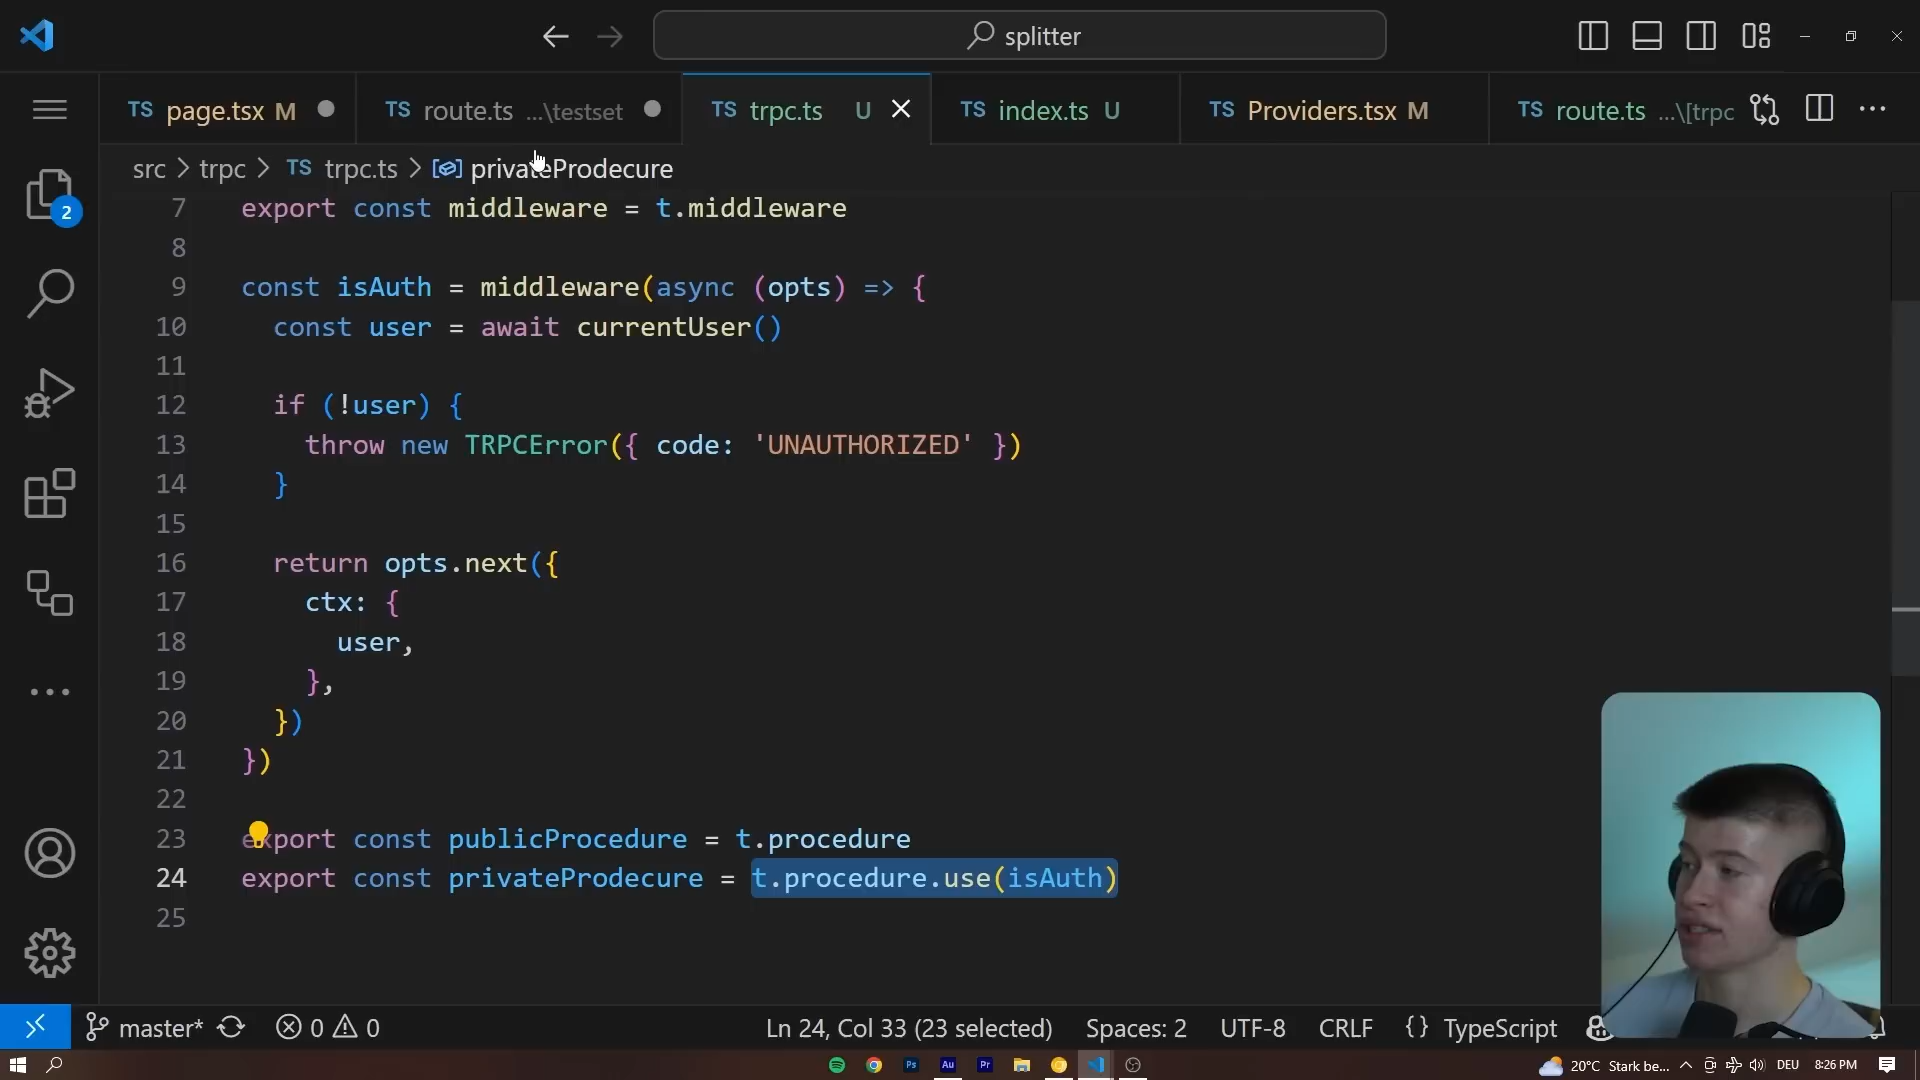 splitter
TS page.tsx M
TS route.ts ...\testset
TS trpc.ts U
TS index.ts U
TS Providers.tsx M
TS route.ts ...\[trpc
src > trpc > TS trpc.ts > privateProdecure
7 export const middleware = t.middleware
8
9 const isAuth = middleware(async (opts) => {
10 const user = await currentUser()
11
12 if (!user) {
13 throw new TRPCError({ code: 'UNAUTHORIZED' })
14 }
15
16 return opts.next({
17 ctx: {
18 user,
19 },
20 })
21 })
22
23 export const publicProcedure = t.procedure
24 export const privateProdecure = t.procedure.use(isAuth)
25
2
master* 0 0
Ln 24, Col 33 (23 selected) Spaces: 2 UTF-8 CRLF {} TypeScript
Ps Au Pr
20°C Stark be... DEU 8:26 PM